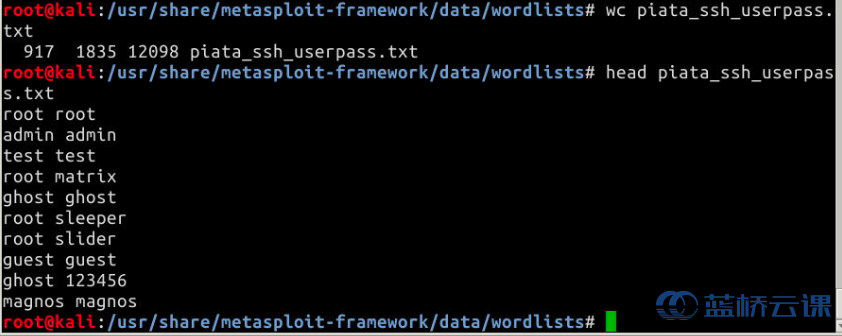 root@kali:/usr/share/metasploit-framework/data/wordlists# wc piata_ssh_userpass.
txt
  917  1835 12098 piata_ssh_userpass.txt
root@kali:/usr/share/metasploit-framework/data/wordlists# head piata_ssh_userpas
s.txt
root root
admin admin
test test
root matrix
ghost ghost
root sleeper
root slider
guest guest
ghost 123456
magnos magnos
root@kali:/usr/share/metasploit-framework/data/wordlists#
蓝桥云课